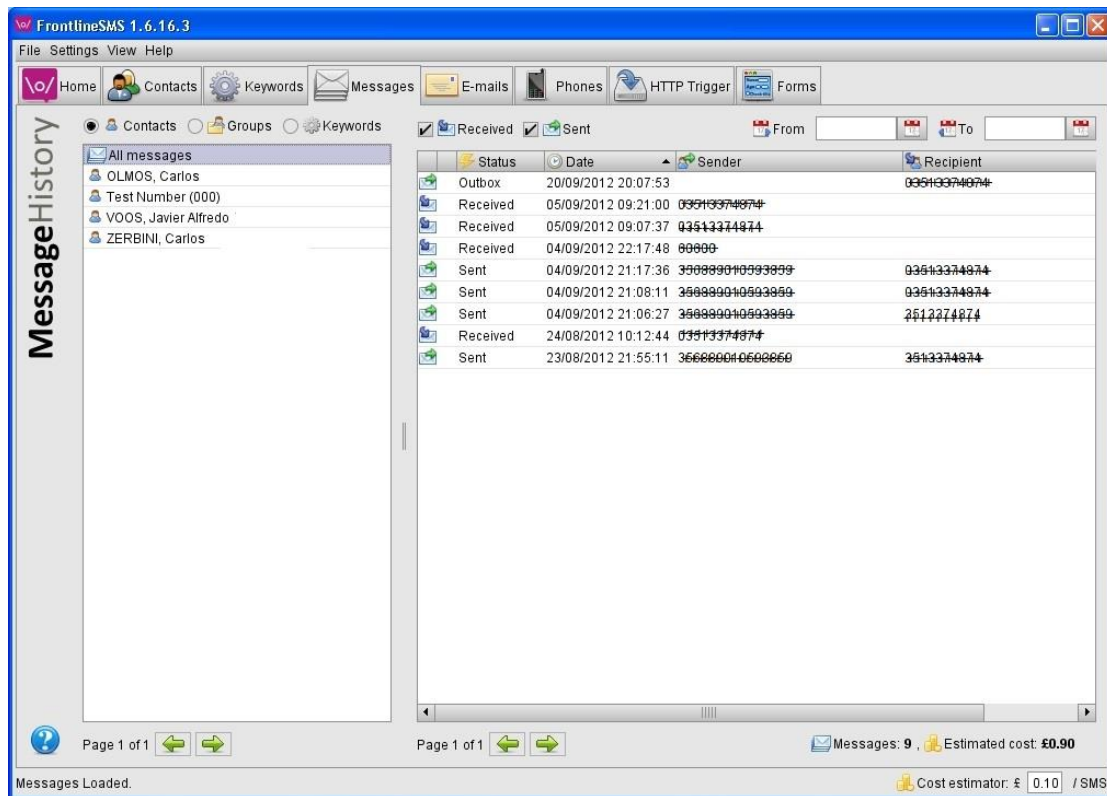 FrontlineSMS 1.6.16.3
File Settings View Help
Home Contacts Keywords Messages E-mails Phones HTTP Trigger Forms
MessageHistory
Contacts Groups Keywords
Received Sent From To
All messages
OLMOS, Carlos
Test Number (000)
VOOS, Javier Alfredo
ZERBINI, Carlos
Status Date Sender Recipient
Outbox 20/09/2012 20:07:53
Received 05/09/2012 09:21:00
Received 05/09/2012 09:07:37
Received 04/09/2012 22:17:48
Sent 04/09/2012 21:17:36
Sent 04/09/2012 21:08:11
Sent 04/09/2012 21:06:27
Received 24/08/2012 10:12:44
Sent 23/08/2012 21:55:11
Page 1 of 1
Page 1 of 1
Messages: 9 , Estimated cost: £0.90
Messages Loaded.
Cost estimator: £ 0.10 / SMS